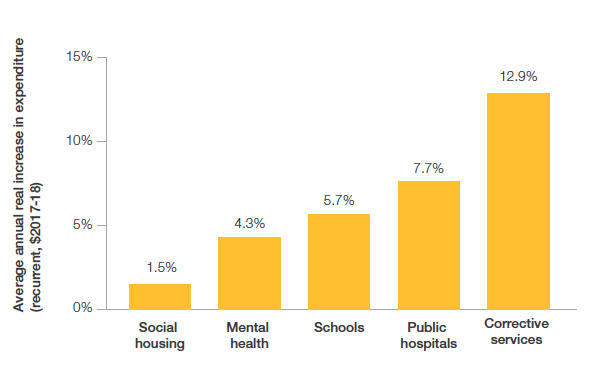 Average annual real increase in expenditure
(recurrent, $2017-18)
15%
10%
5%
0%
1.5%
4.3%
5.7%
7.7%
12.9%
Social
housing
Mental
health
Schools
Public
hospitals
Corrective
services